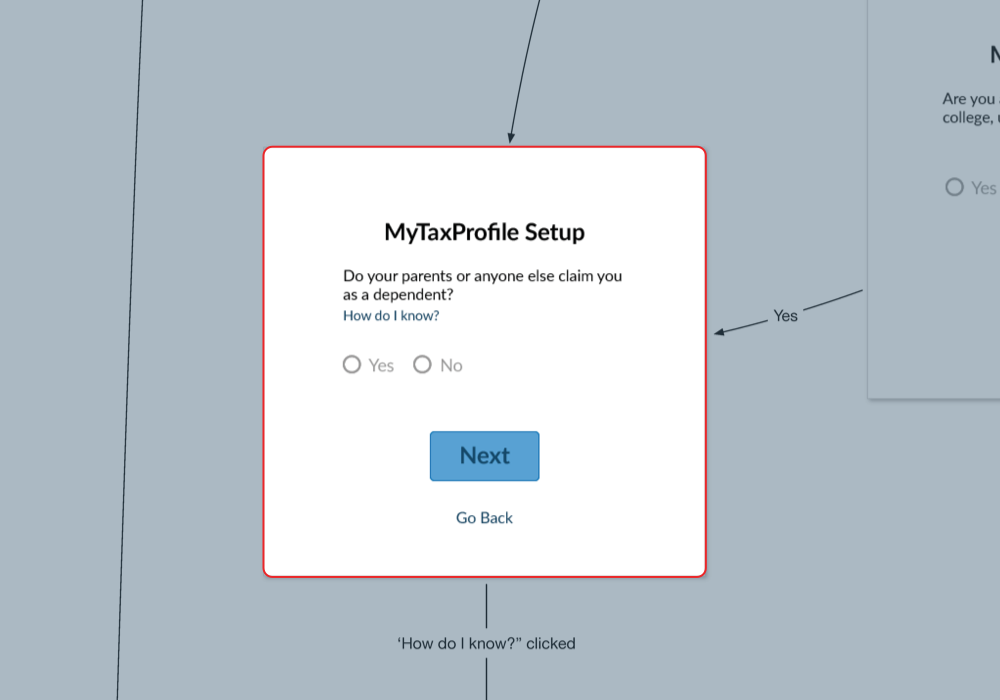 MyTaxProfile Setup
Do your parents or anyone else claim you
as a dependent?
How do I know?
Yes
No
Next
Go Back
Yes
Are you
college,
Yes
‘How do I know?” clicked